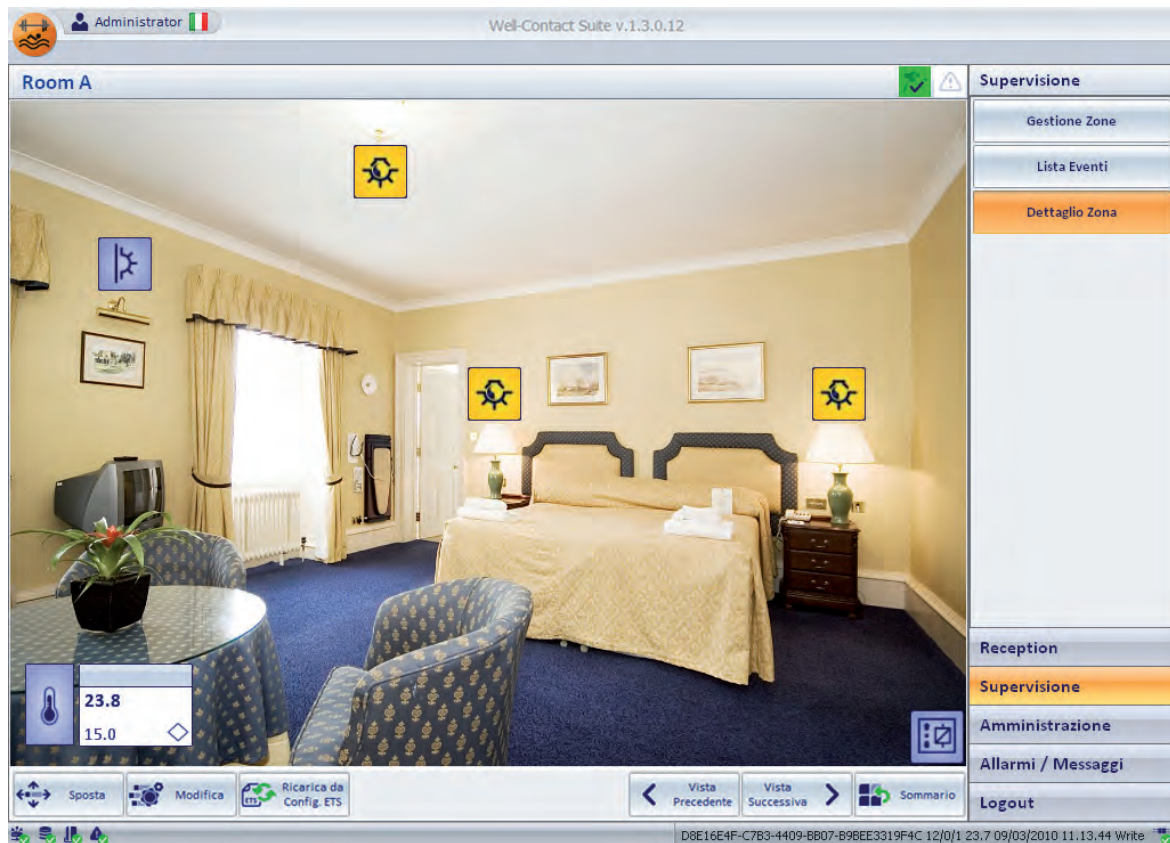 Administrator
Well-Contact Suite v.1.3.0.12
Room A
Supervisione
Gestione Zone
Lista Eventi
Dettaglio Zona
23.8
15.0
Reception
Supervisione
Amministrazione
Allarmi / Messaggi
Logout
Sposta
Modifica
ETS
Ricarica da
Config. ETS
Vista
Precedente
Vista
Successiva
Sommario
D8E16E4F-C7B3-4409-BB07-B9BEE3319F4C 12/0/1 23.7 09/03/2010 11.13.44 Write